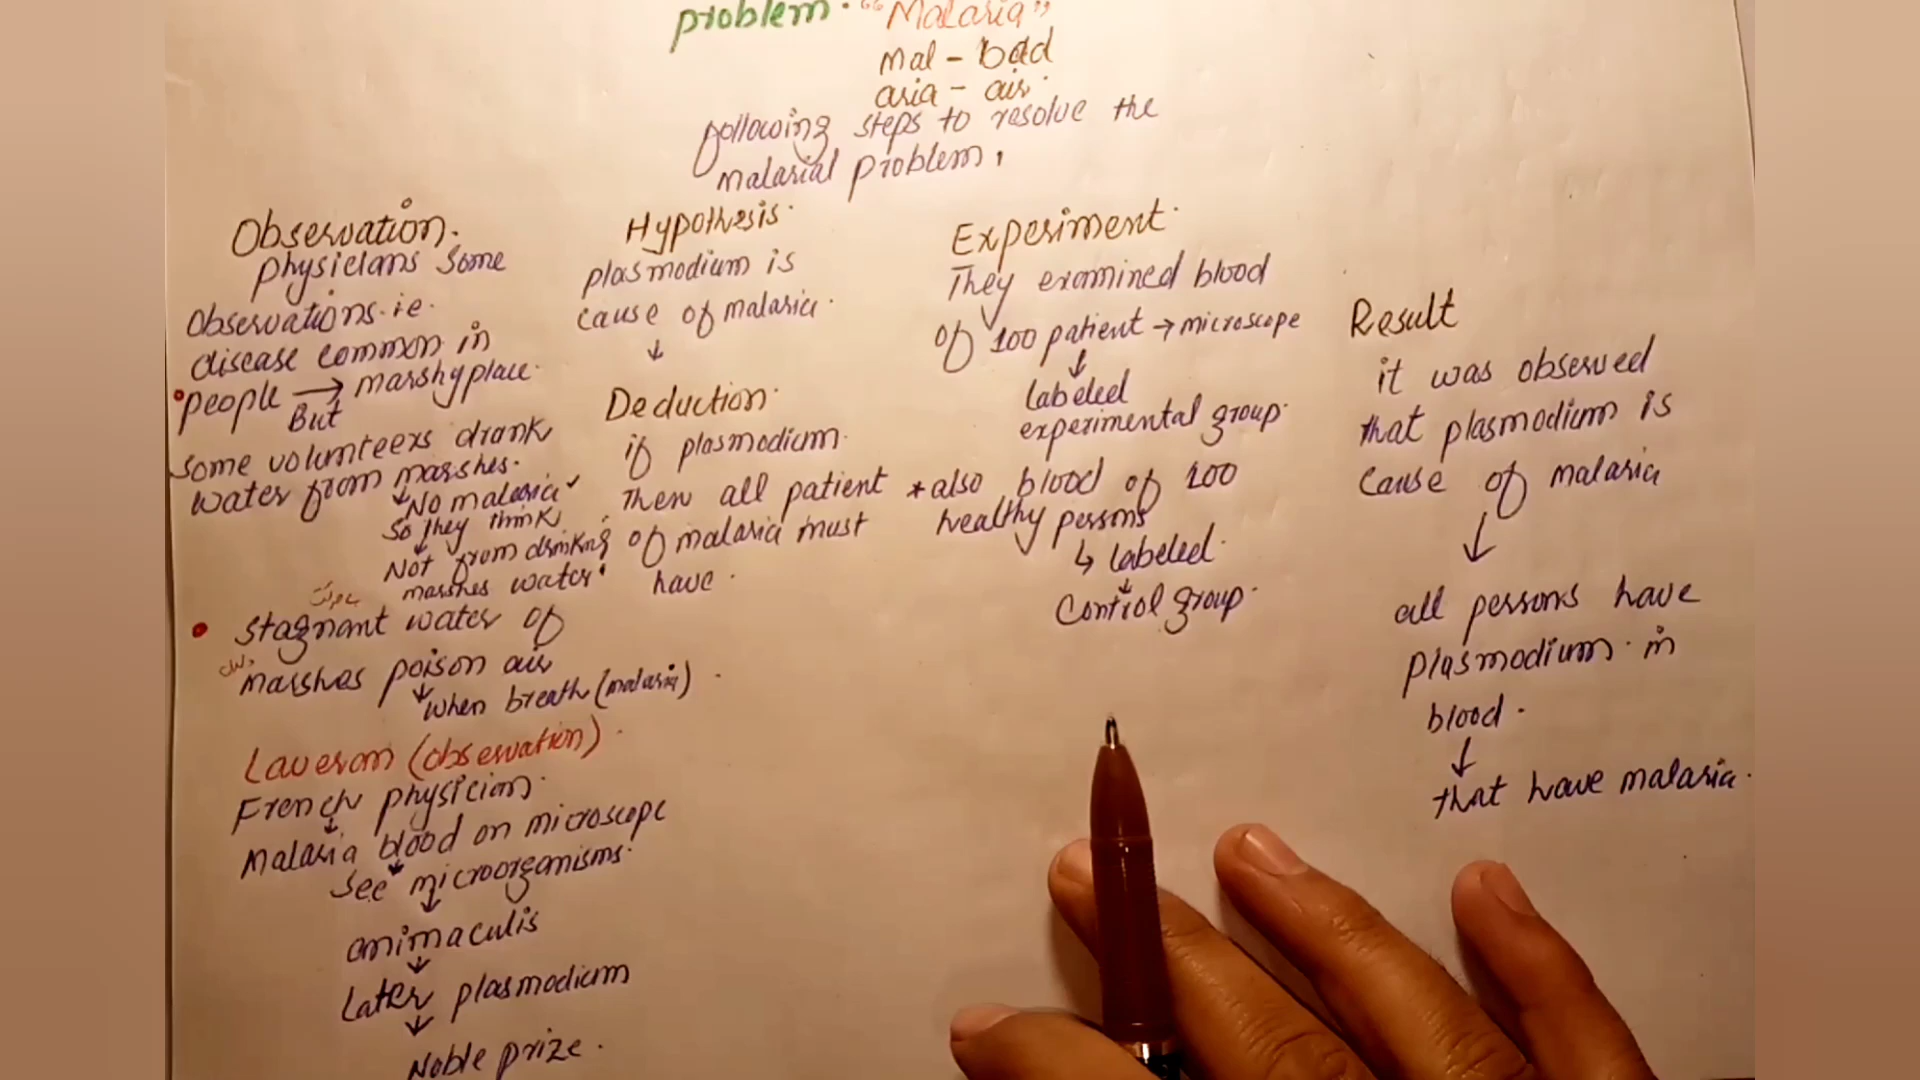 problem. "Malaria"
Mal - bad
aria - air.
following steps to resolve the
malarial problem,
Observation.
physicians some
observations. i.e.
disease common in
people → marshy place.
But
some volunteers drank
water from marshes.
↓ No malaria ✓
So they think
↓
Not from drinking
marshes water.
• stagnant water of
marshes poison air
↓ when breath (malaria).
Laveran (observation).
French physician.
↓
Malaria blood on microscope
↓
See microorganisms.
↓
animaculis
↓
Later plasmodium
↓
Noble prize.
Hypothesis.
plasmodium is
cause of malaria.
↓
Deduction.
if plasmodium.
Then all patient
of malaria must
have.
Experiment.
They examined blood
of 100 patient → microscope
↓
labeled
experimental group.
* also blood of 100
healthy persons
↳ labeled.
↓
Control group.
Result
it was observed
that plasmodium is
cause of malaria
↓
all persons have
plasmodium in
blood.
↓
that have malaria.